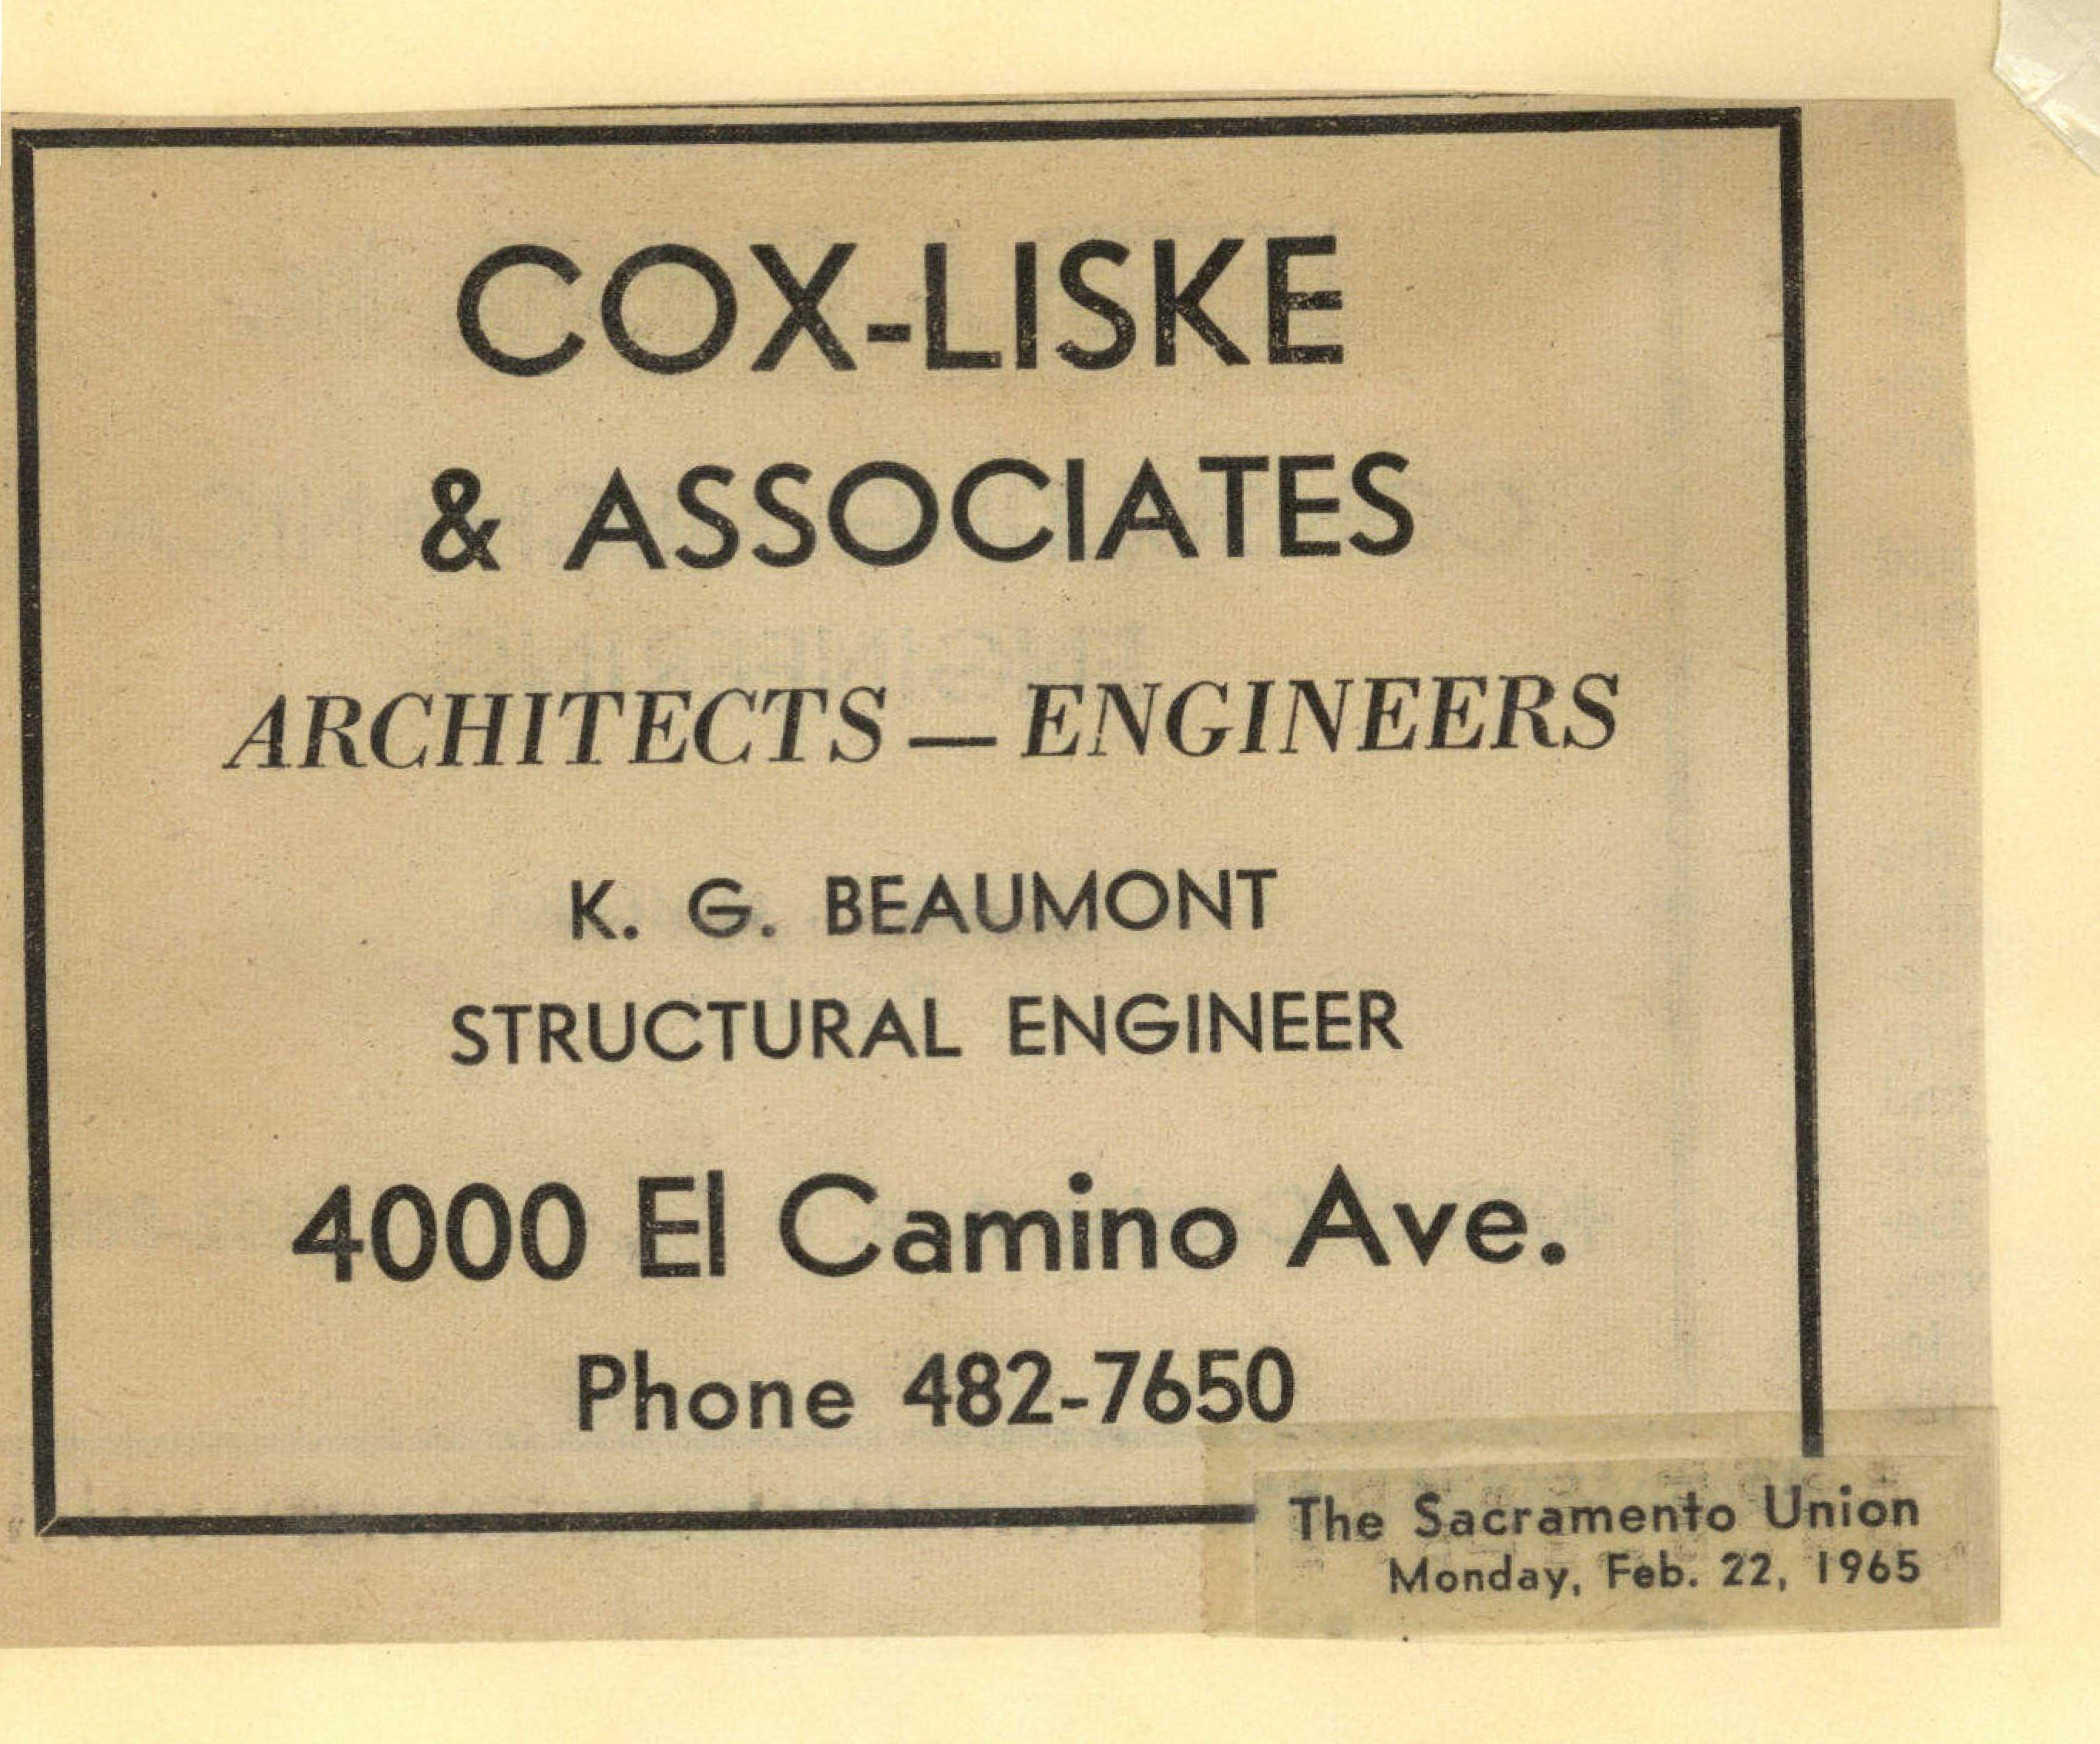 COX-LISKE
& ASSOCIATES
ARCHITECTS — ENGINEERS
K. G. BEAUMONT
STRUCTURAL ENGINEER
4000 El Camino Ave.
Phone 482-7650
The Sacramento Union
Monday, Feb. 22, 1965